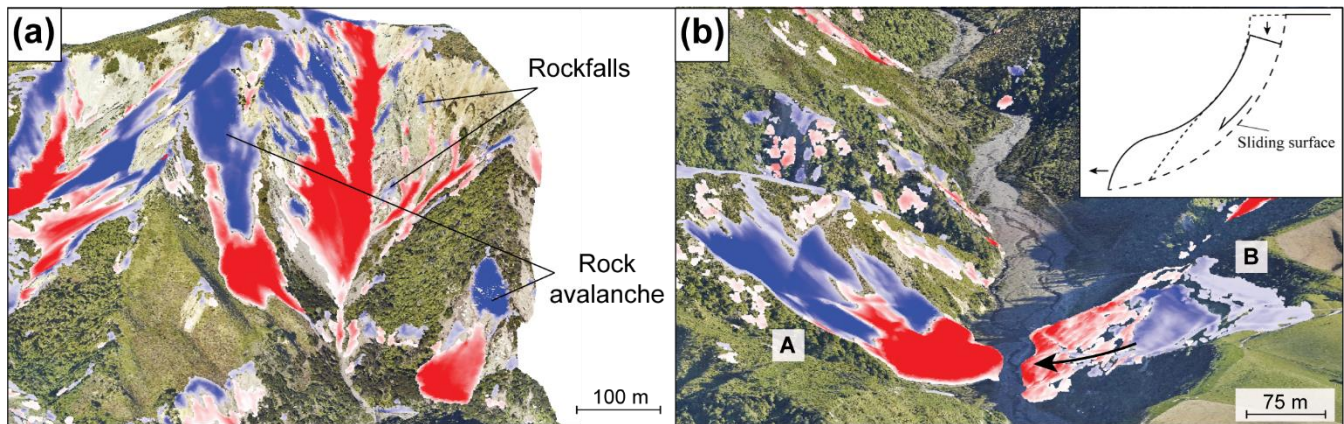 (a)
Rockfalls
Rock
avalanche
100 m
(b)
Sliding surface
B
A
75 m